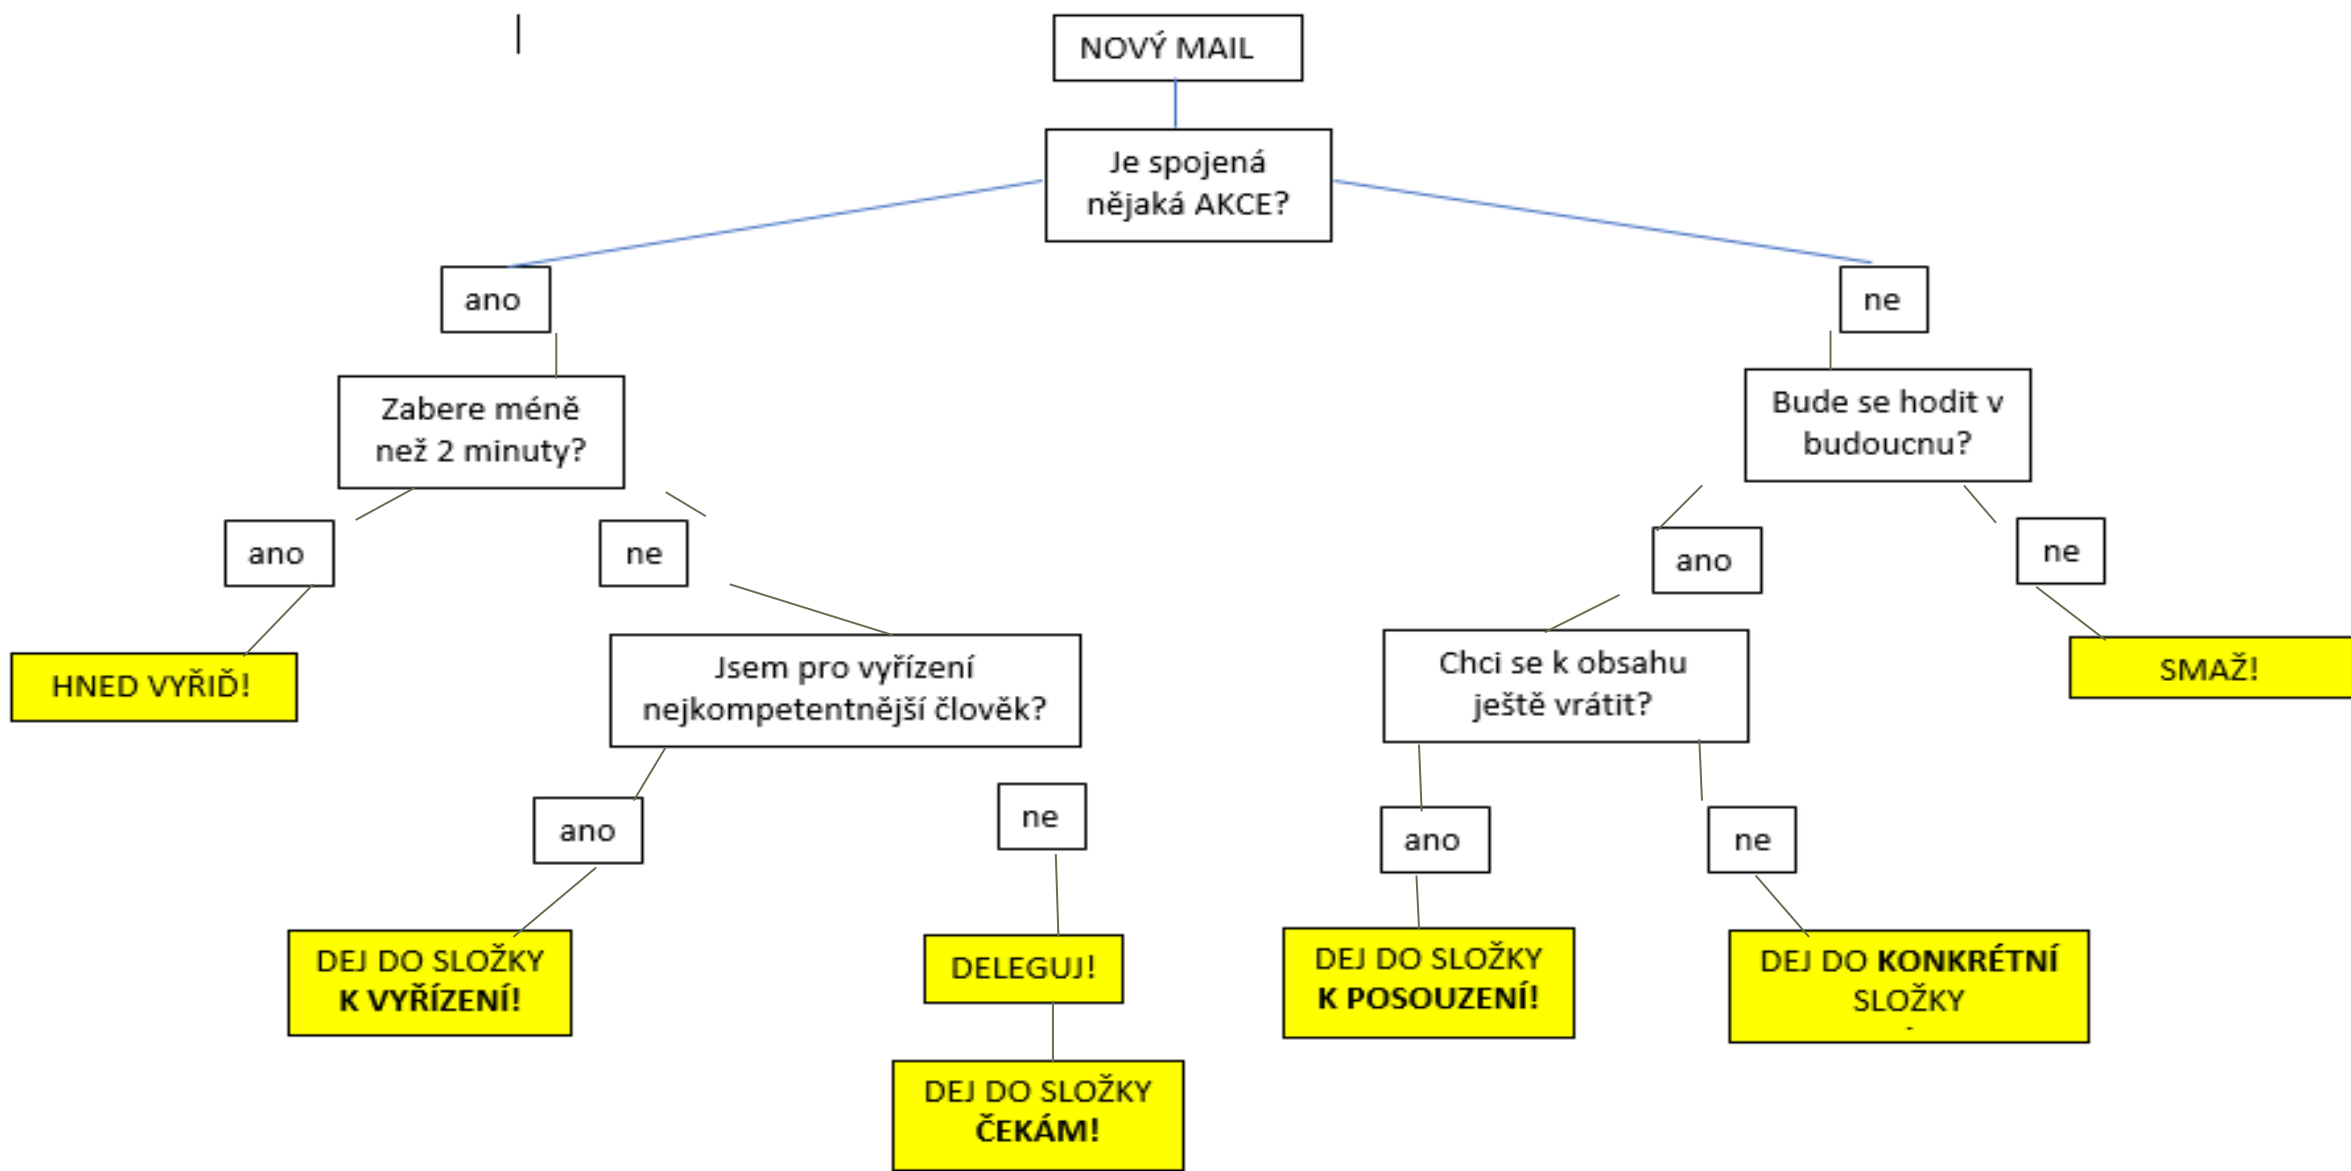 NOVÝ MAIL
Je spojená
nějaká AKCE?
ano
ne
Zabere méně
než 2 minuty?
Bude se hodit v
budoucnu?
ano
ne
ano
ne
HNED VYŘIĎ!
Jsem pro vyřízení
nejkompetentnější člověk?
Chci se k obsahu
ještě vrátit?
SMAŽ!
ano
ne
ano
ne
DEJ DO SLOŽKY
K VYŘÍZENÍ!
DELEGUJ!
DEJ DO SLOŽKY
K POSOUZENÍ!
DEJ DO KONKRÉTNÍ
SLOŽKY
DEJ DO SLOŽKY
ČEKÁM!